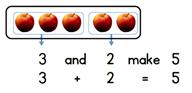 3 and 2 make 5
3 + 2 = 5